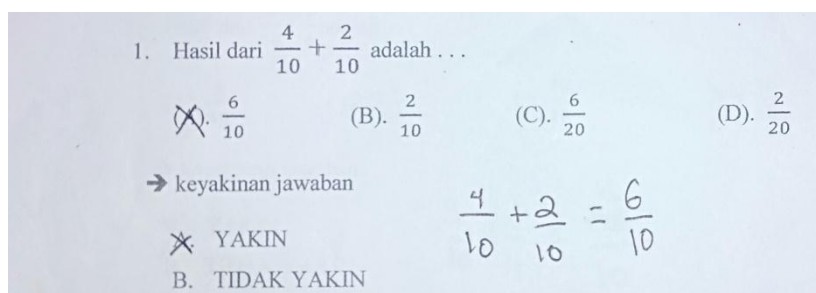 1. Hasil dari 4/10 + 2/10 adalah . . .
(A). 6/10 (B). 2/10 (C). 6/20 (D). 2/20
→ keyakinan jawaban
A. YAKIN
B. TIDAK YAKIN
4/10 + 2/10 = 6/10